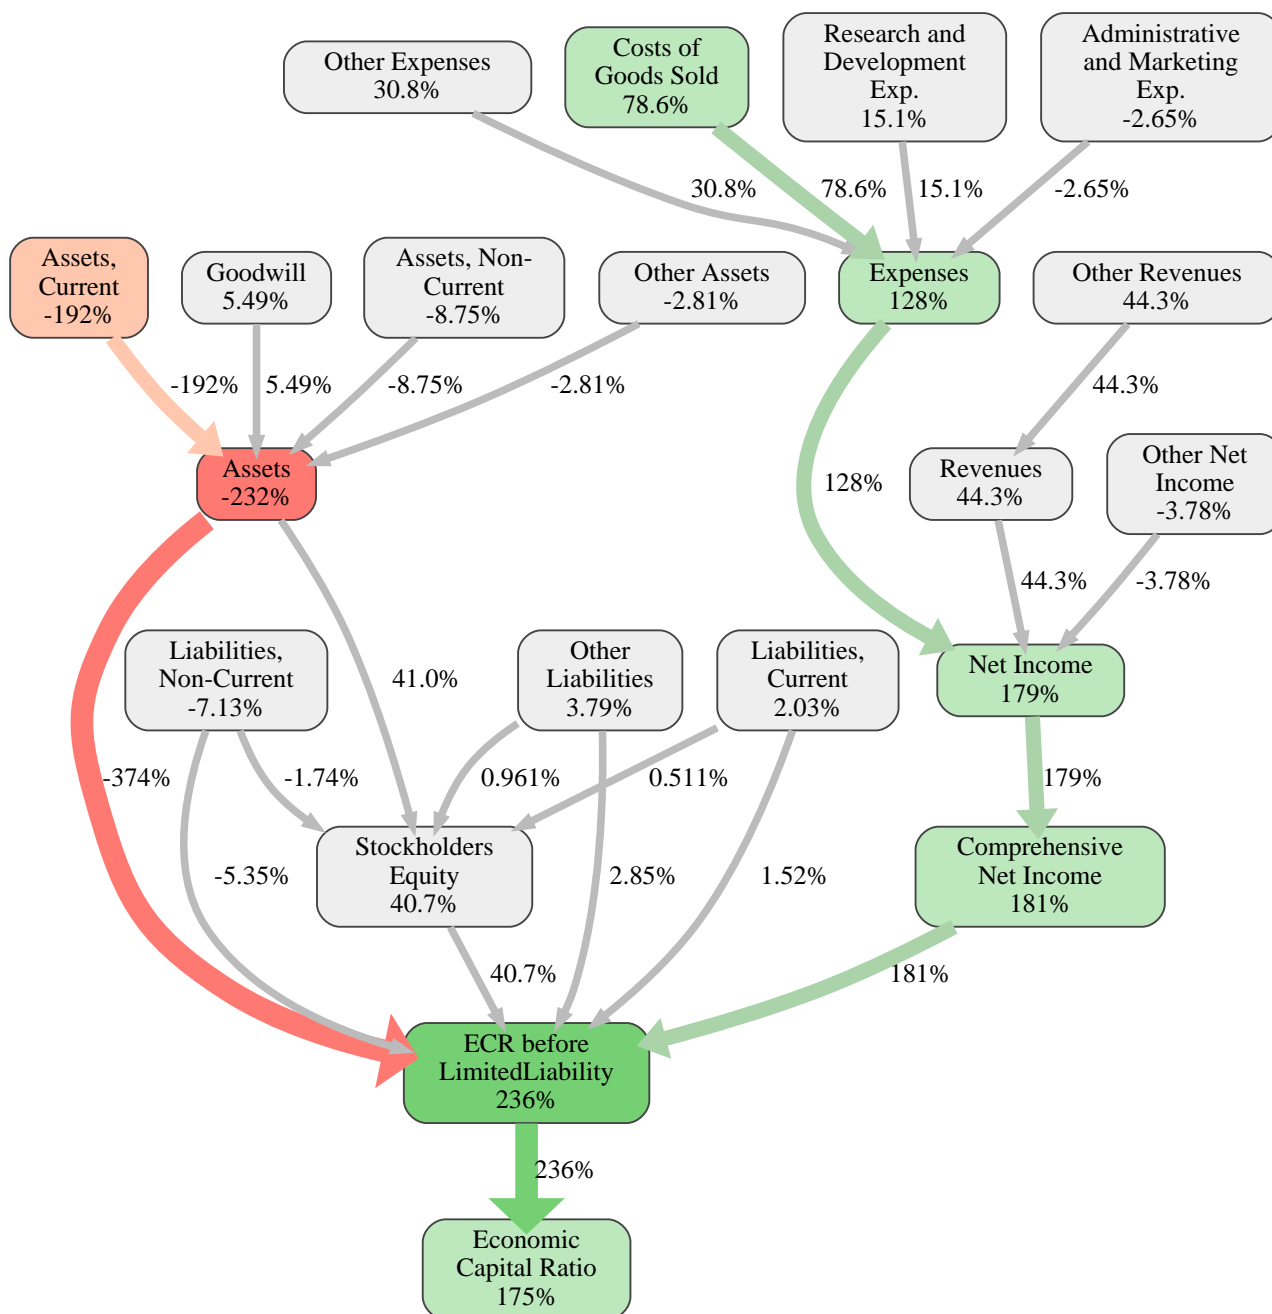 Other Expenses
30.8%
Costs of
Goods Sold
78.6%
Research and
Development
Exp.
15.1%
Administrative
and Marketing
Exp.
-2.65%
30.8%
78.6%
15.1%
-2.65%
Assets,
Current
-192%
Goodwill
5.49%
Assets, Non-
Current
-8.75%
Other Assets
-2.81%
Expenses
128%
Other Revenues
44.3%
-192%
5.49%
-8.75%
-2.81%
44.3%
Assets
-232%
128%
Revenues
44.3%
Other Net
Income
-3.78%
44.3%
-3.78%
Liabilities,
Non-Current
-7.13%
41.0%
Other
Liabilities
3.79%
Liabilities,
Current
2.03%
Net Income
179%
-374%
-1.74%
0.961%
0.511%
179%
Stockholders
Equity
40.7%
Comprehensive
Net Income
181%
-5.35%
2.85%
1.52%
40.7%
181%
ECR before
LimitedLiability
236%
236%
Economic
Capital Ratio
175%